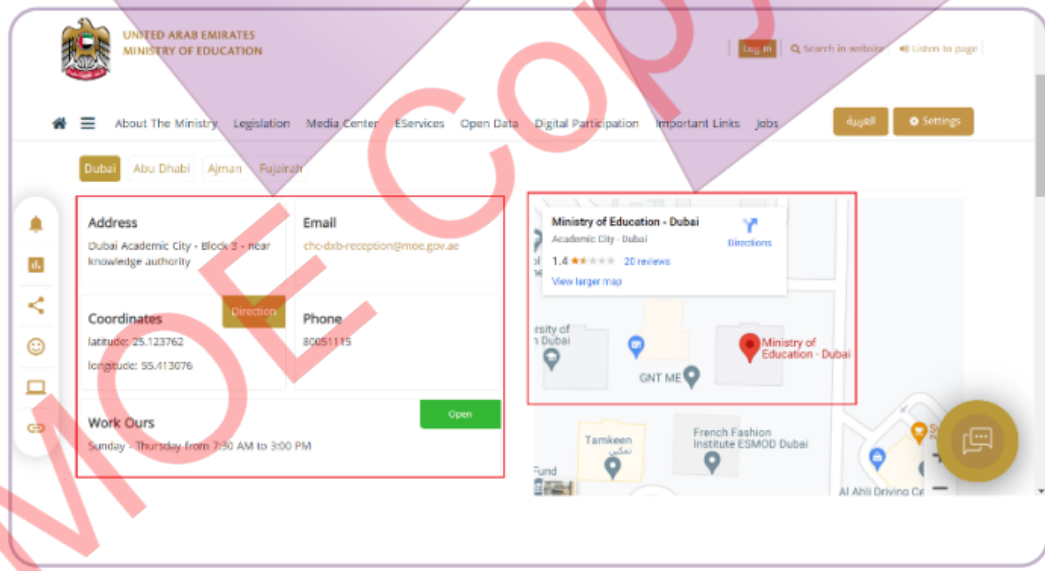 UNITED ARAB EMIRATES
MINISTRY OF EDUCATION
Log in
Search in website
Listen to page
About The Ministry Legislation Media Center EServices Open Data Digital Participation Important Links Jobs
العربية
Settings
Dubai Abu Dhabi Ajman Fujairah
Address
Dubai Academic City - Block 3 - near
knowledge authority
Email
chc-dxb-reception@moe.gov.ae
Coordinates
latitude: 25.123762
longitude: 55.413076
Direction
Phone
80051115
Work Ours
Sunday - Thursday from 7:30 AM to 3:00 PM
Open
Ministry of Education - Dubai
Academic City - Dubai
Directions
1.4 20 reviews
View larger map
rsity of
Dubai
GNT ME
Ministry of
Education - Dubai
Tamkeen
تمكين
French Fashion
Institute ESMOD Dubai
Fund
Al Ahli Driving Ce
MOE Copy